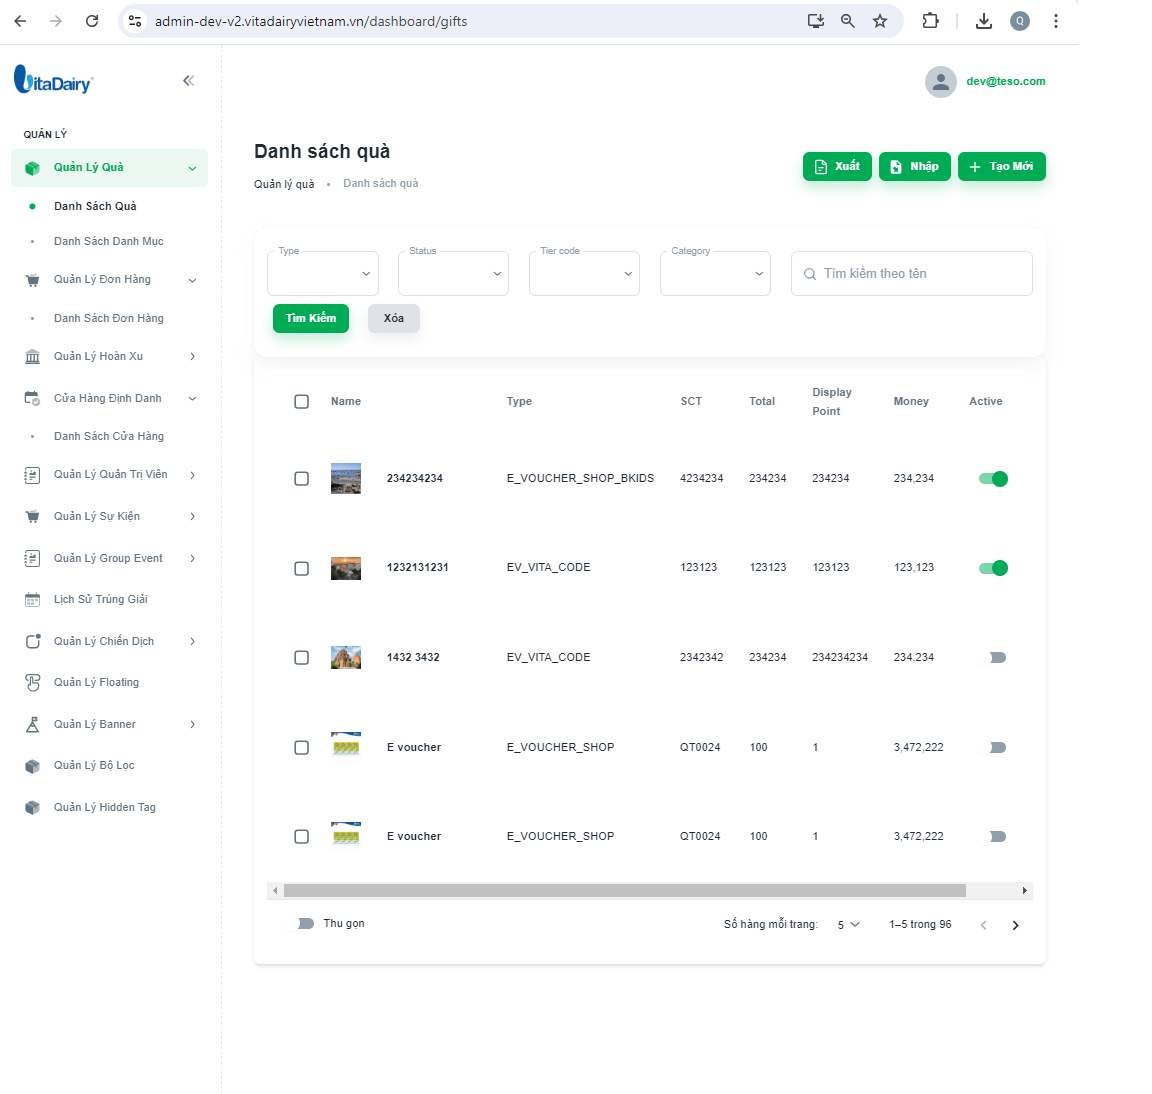 admin-dev-v2.vitadairyvietnam.vn/dashboard/gifts
Q
VitaDairy
dev@teso.com
QUẢN LÝ
Quản Lý Quà
Danh Sách Quà
Danh Sách Danh Mục
Quản Lý Đơn Hàng
Danh Sách Đơn Hàng
Quản Lý Hoàn Xu
Cửa Hàng Định Danh
Danh Sách Cửa Hàng
Quản Lý Quản Trị Viên
Quản Lý Sự Kiện
Quản Lý Group Event
Lịch Sử Trúng Giải
Quản Lý Chiến Dịch
Quản Lý Floating
Quản Lý Banner
Quản Lý Bộ Lọc
Quản Lý Hidden Tag
Danh sách quà
Quản lý quà • Danh sách quà
Xuất Nhập Tạo Mới
Type Status Tier code Category Tìm kiếm theo tên
Tìm Kiếm Xóa
Name Type SCT Total Display Point Money Active
234234234 E_VOUCHER_SHOP_BKIDS 4234234 234234 234234 234,234
1232131231 EV_VITA_CODE 123123 123123 123123 123,123
1432 3432 EV_VITA_CODE 2342342 234234 234234234 234,234
E voucher E_VOUCHER_SHOP QT0024 100 1 3,472,222
E voucher E_VOUCHER_SHOP QT0024 100 1 3,472,222
Thu gọn Số hàng mỗi trang: 5 1–5 trong 96